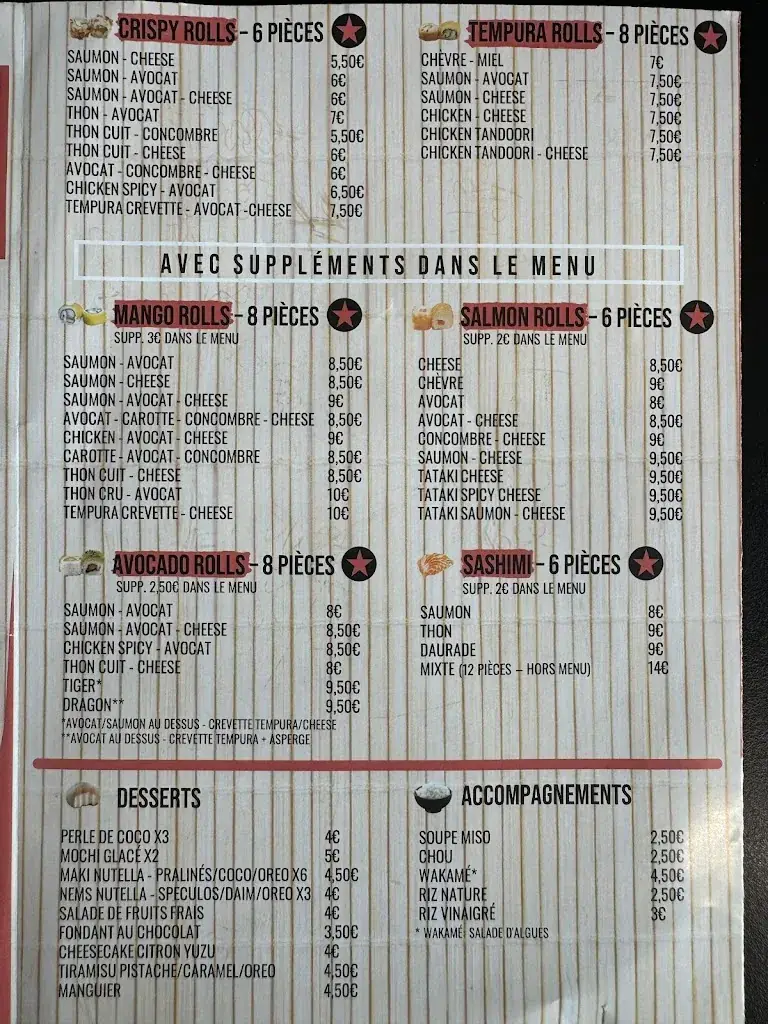 CRISPY ROLLS - 6 PIÈCES
SAUMON - CHEESE 5,50€
SAUMON - AVOCAT 6€
SAUMON - AVOCAT - CHEESE 6€
THON - AVOCAT 7€
THON CUIT - CONCOMBRE 5,50€
THON CUIT - CHEESE 6€
AVOCAT - CONCOMBRE - CHEESE 6€
CHICKEN SPICY - AVOCAT 6,50€
TEMPURA CREVETTE - AVOCAT -CHEESE 7,50€
TEMPURA ROLLS - 8 PIÈCES
CHÈVRE - MIEL 7€
SAUMON - AVOCAT 7,50€
SAUMON - CHEESE 7,50€
CHICKEN - CHEESE 7,50€
CHICKEN TANDOORI 7,50€
CHICKEN TANDOORI - CHEESE 7,50€
AVEC SUPPLÉMENTS DANS LE MENU
MANGO ROLLS - 8 PIÈCES
SUPP. 3€ DANS LE MENU
SAUMON - AVOCAT 8,50€
SAUMON - CHEESE 8,50€
SAUMON - AVOCAT - CHEESE 9€
AVOCAT - CAROTTE - CONCOMBRE - CHEESE 8,50€
CHICKEN - AVOCAT - CHEESE 9€
CAROTTE - AVOCAT - CONCOMBRE 8,50€
THON CUIT - CHEESE 8,50€
THON CRU - AVOCAT 10€
TEMPURA CREVETTE - CHEESE 10€
SALMON ROLLS - 6 PIÈCES
SUPP. 2€ DANS LE MENU
CHEESE 8,50€
CHÈVRE 9€
AVOCAT 8€
AVOCAT - CHEESE 8,50€
CONCOMBRE - CHEESE 9€
SAUMON - CHEESE 9,50€
TATAKI CHEESE 9,50€
TATAKI SPICY CHEESE 9,50€
TATAKI SAUMON - CHEESE 9,50€
AVOCADO ROLLS - 8 PIÈCES
SUPP. 2,50€ DANS LE MENU
SAUMON - AVOCAT 8€
SAUMON - AVOCAT - CHEESE 8,50€
CHICKEN SPICY - AVOCAT 8,50€
THON CUIT - CHEESE 8€
TIGER* 9,50€
DRAGON** 9,50€
*AVOCAT/SAUMON AU DESSUS - CREVETTE TEMPURA/CHEESE
**AVOCAT AU DESSUS - CREVETTE TEMPURA + ASPERGE
SASHIMI - 6 PIÈCES
SUPP. 2€ DANS LE MENU
SAUMON 8€
THON 9€
DAURADE 9€
MIXTE (12 PIÈCES – HORS MENU) 14€
DESSERTS
PERLE DE COCO X3 4€
MOCHI GLACÉ X2 5€
MAKI NUTELLA - PRALINÉS/COCO/OREO X6 4,50€
NEMS NUTELLA - SPECULOS/DAIM/OREO X3 4€
SALADE DE FRUITS FRAIS 4€
FONDANT AU CHOCOLAT 3,50€
CHEESECAKE CITRON YUZU 4€
TIRAMISU PISTACHE/CARAMEL/OREO 4,50€
MANGUIER 4,50€
ACCOMPAGNEMENTS
SOUPE MISO 2,50€
CHOU 2,50€
WAKAMÉ* 4,50€
RIZ NATURE 2,50€
RIZ VINAIGRÉ 3€
* WAKAMÉ: SALADE D'ALGUES